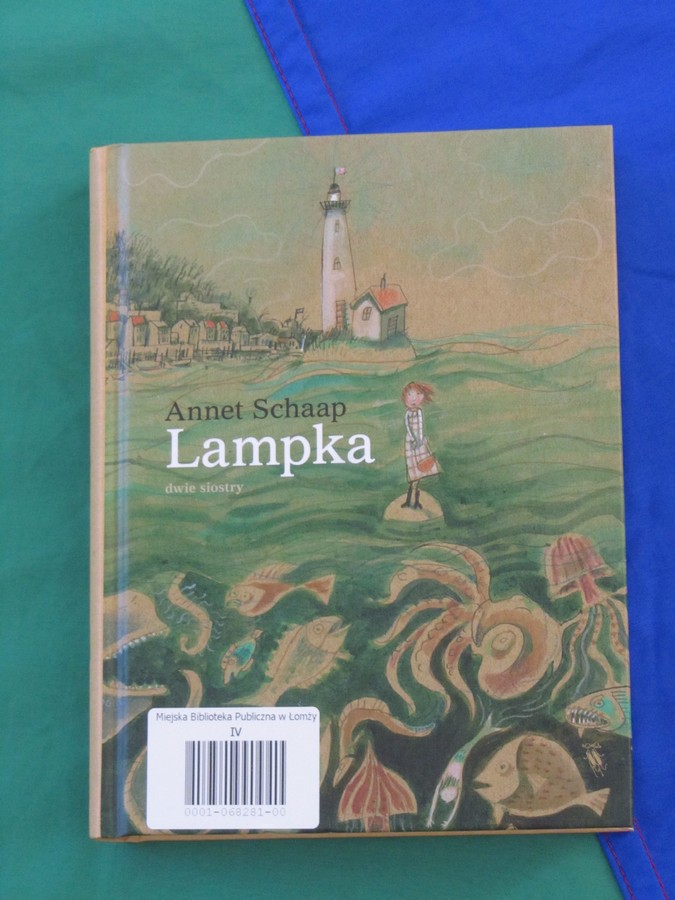 Annet Schaap
Lampka
dwie siostry
Miejska Biblioteka Publiczna w Łomży
IV
0001-068281-00